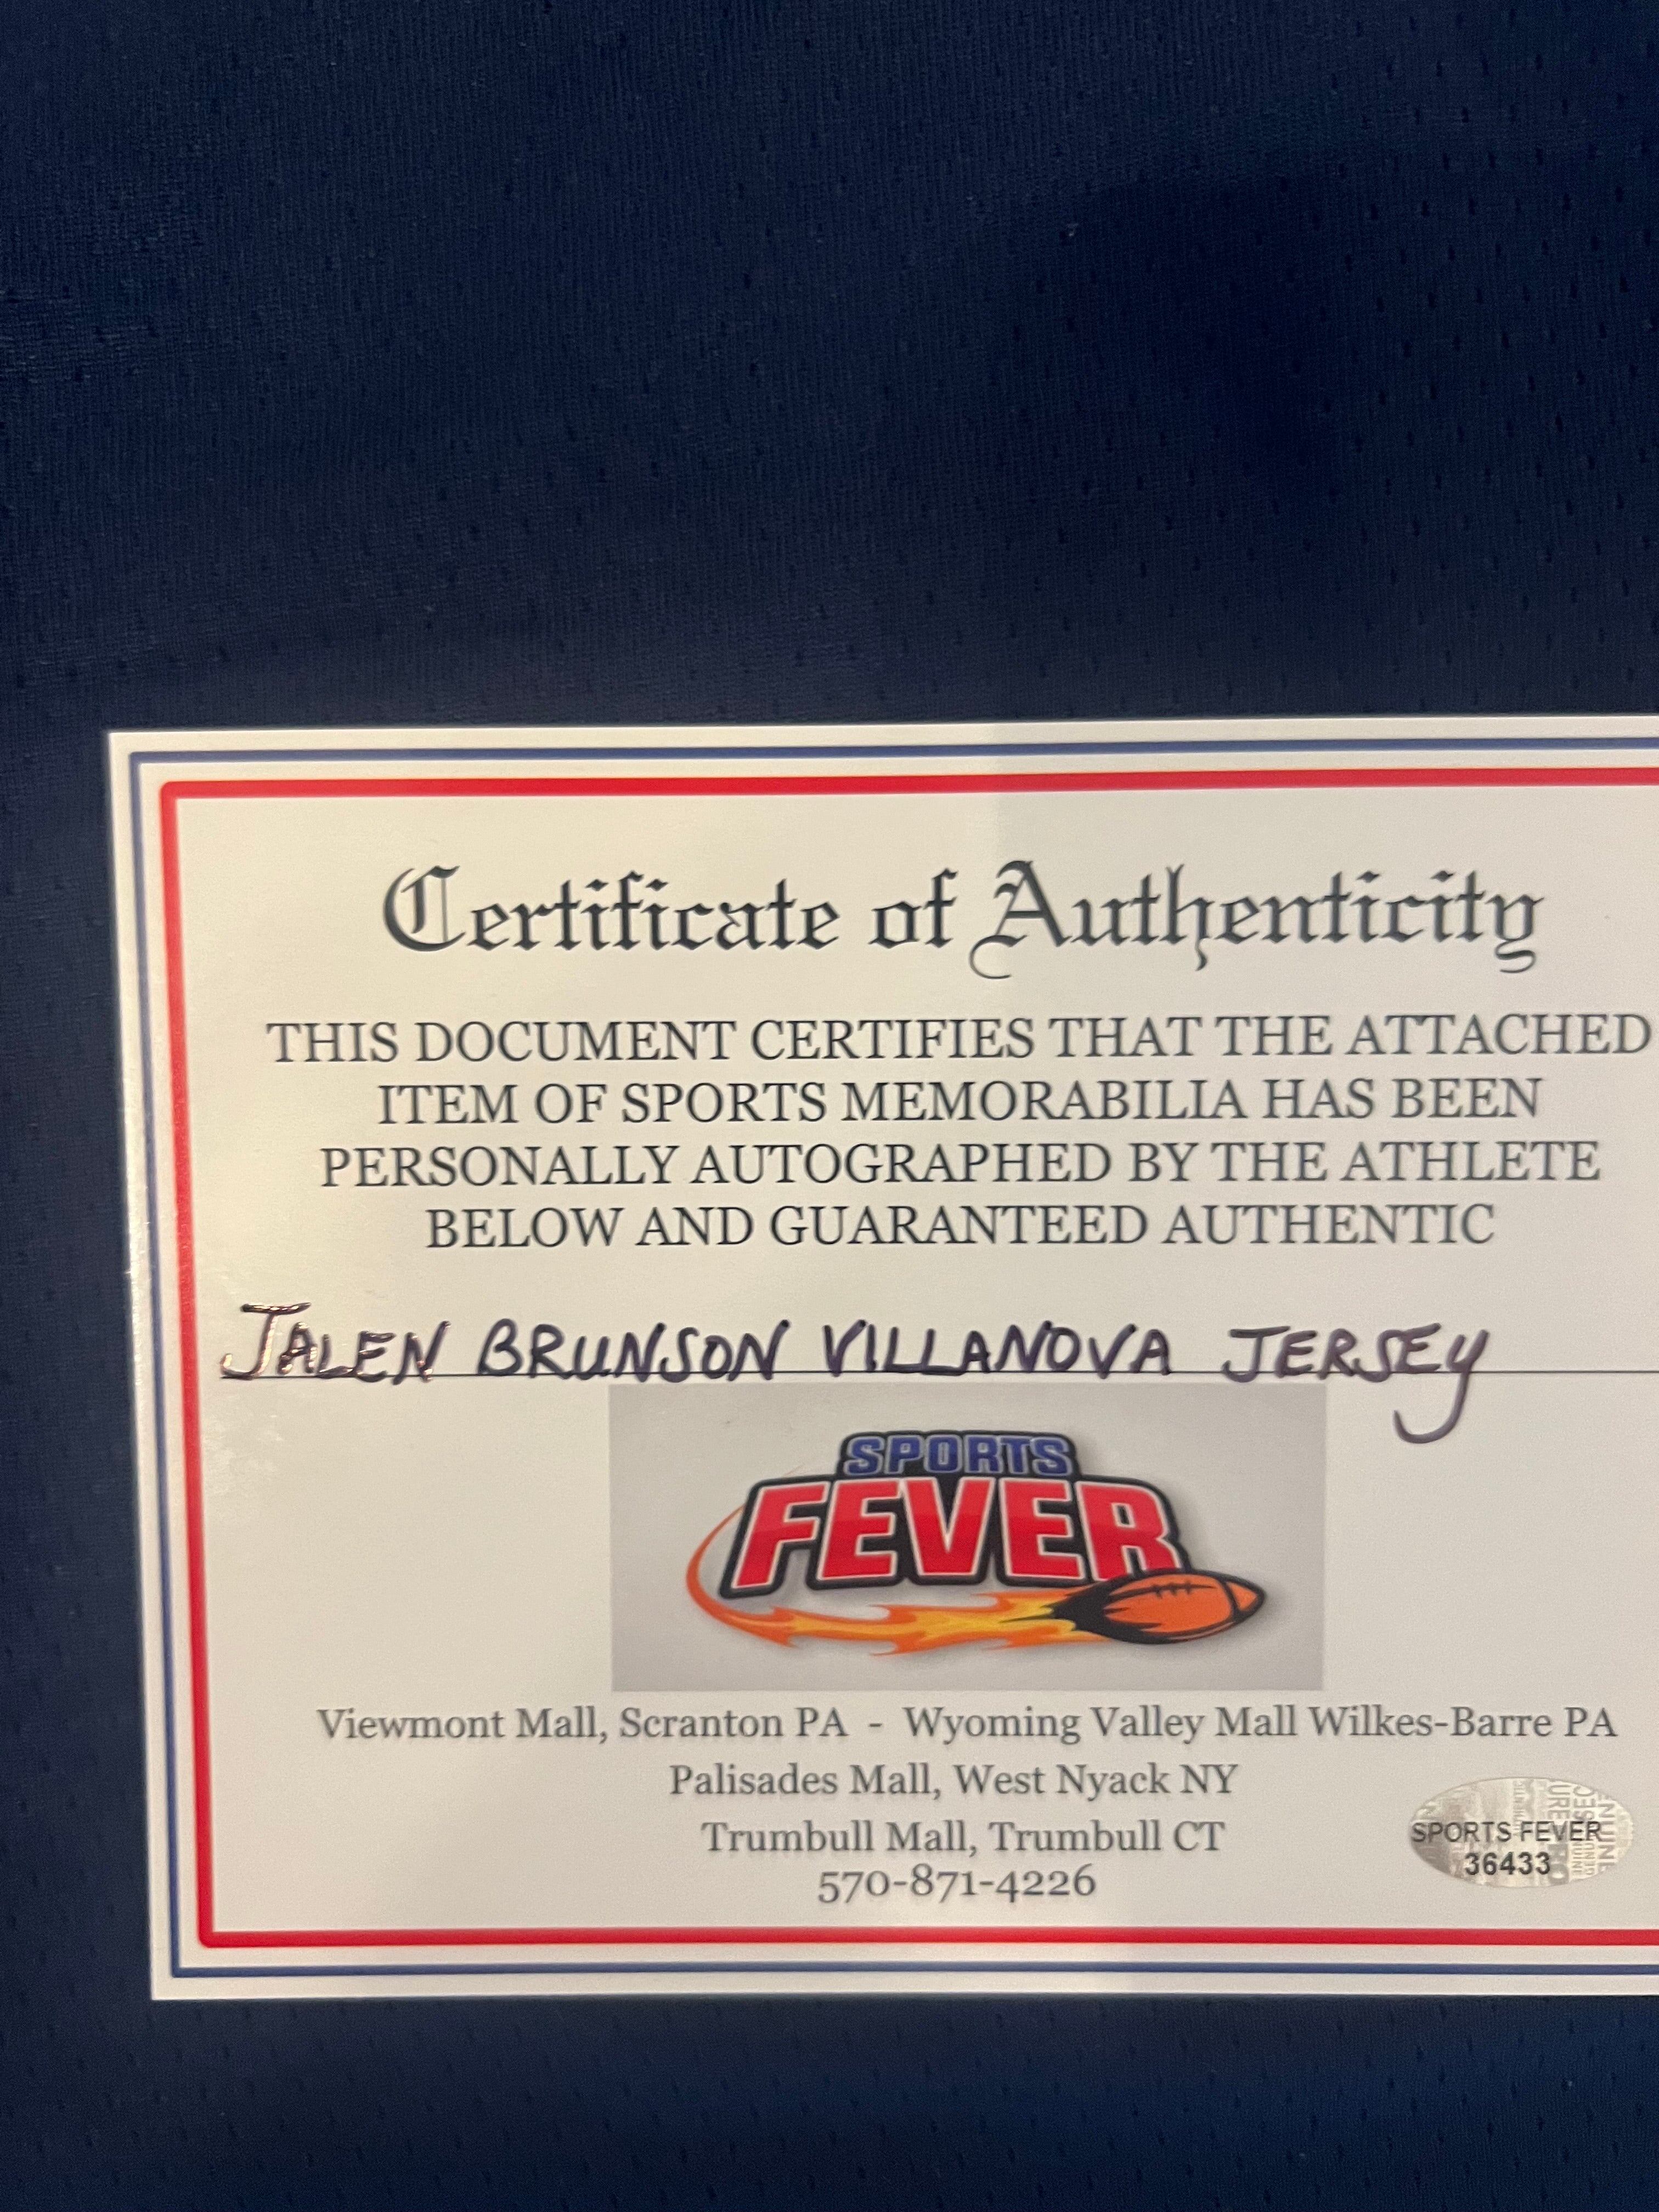 Certificate of Authenticity
THIS DOCUMENT CERTIFIES THAT THE ATTACHED
ITEM OF SPORTS MEMORABILIA HAS BEEN
PERSONALLY AUTOGRAPHED BY THE ATHLETE
BELOW AND GUARANTEED AUTHENTIC
JALEN BRUNSON VILLANOVA JERSEY
SPORTS
FEVER
Viewmont Mall, Scranton PA - Wyoming Valley Mall Wilkes-Barre PA
Palisades Mall, West Nyack NY
Trumbull Mall, Trumbull CT
570-871-4226
SPORTS FEVER
36433